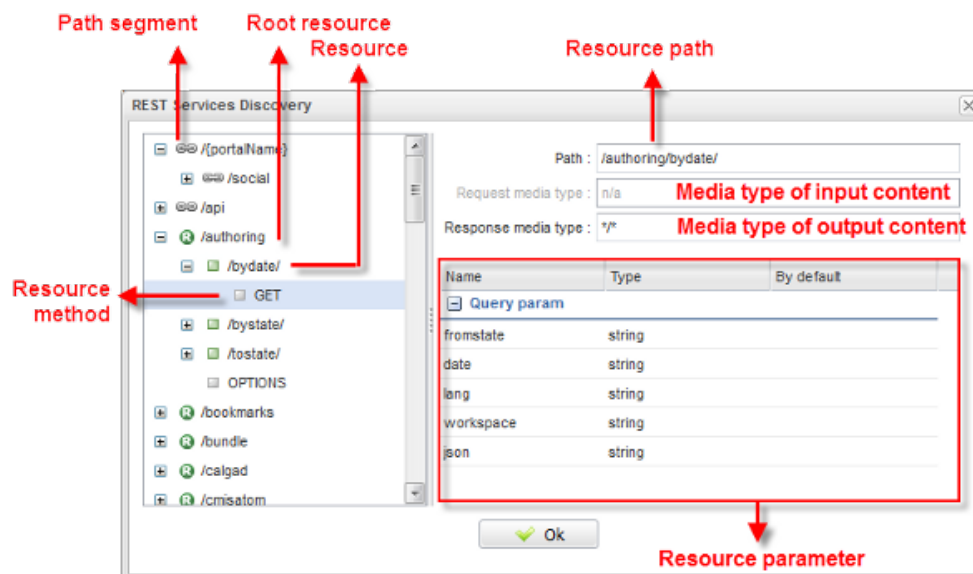 Path segment
Root resource
Resource
Resource path
REST Services Discovery
/{portalName}
/social
/api
R /authoring
/bydate/
GET
/bystate/
/tostate/
OPTIONS
R /bookmarks
R /bundle
R /calgad
R /cmisatom
Resource method
Path : /authoring/bydate/
Request media type : n/a Media type of input content
Response media type : */* Media type of output content
Name Type By default
Query param
fromstate string
date string
lang string
workspace string
json string
Ok
Resource parameter